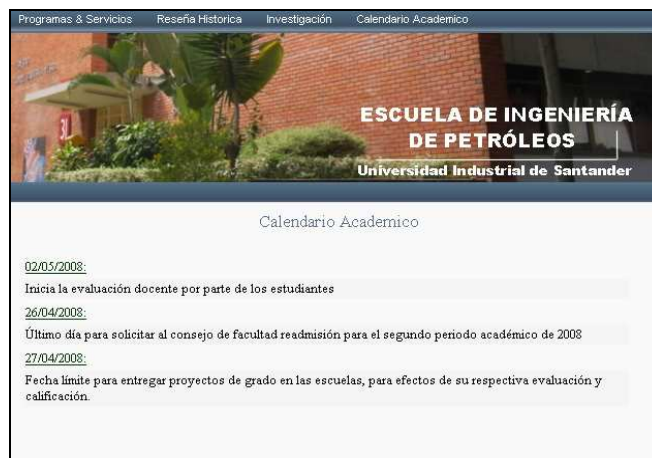 Programas & Servicios Reseña Historica Investigación Calendario Academico
31
ESCUELA DE INGENIERÍA
DE PETRÓLEOS
Universidad Industrial de Santander
Calendario Academico
02/05/2008:
Inicia la evaluación docente por parte de los estudiantes
26/04/2008:
Último día para solicitar al consejo de facultad readmisión para el segundo periodo académico de 2008
27/04/2008:
Fecha límite para entregar proyectos de grado en las escuelas, para efectos de su respectiva evaluación y
calificación.